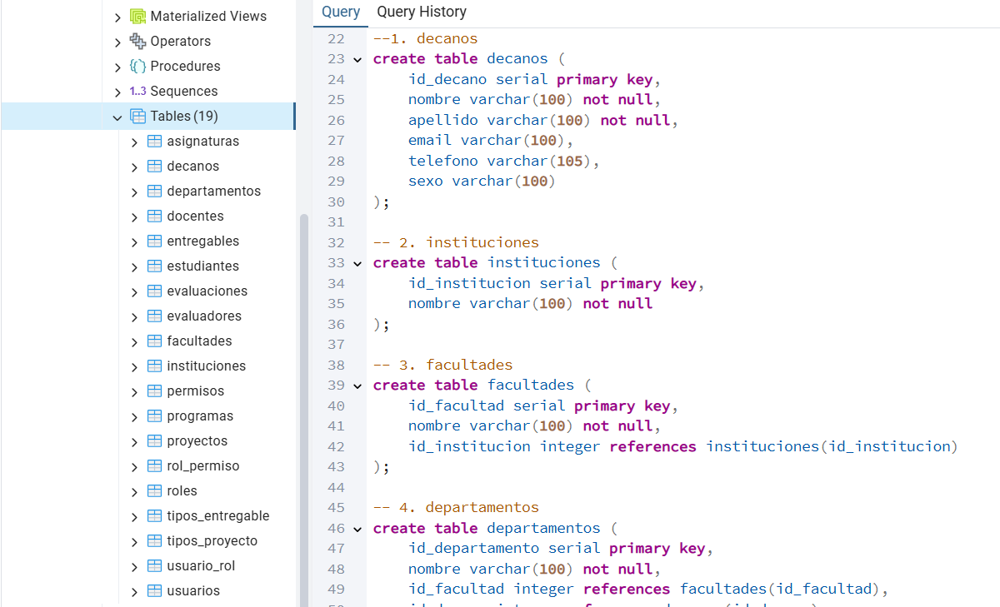 Materialized Views
Operators
Procedures
1..3 Sequences
Tables (19)
asignaturas
decanos
departamentos
docentes
entregables
estudiantes
evaluaciones
evaluadores
facultades
instituciones
permisos
programas
proyectos
rol_permiso
roles
tipos_entregable
tipos_proyecto
usuario_rol
usuarios
Query Query History
22 --1. decanos
23 create table decanos (
24 id_decano serial primary key,
25 nombre varchar(100) not null,
26 apellido varchar(100) not null,
27 email varchar(100),
28 telefono varchar(105),
29 sexo varchar(100)
30 );
31
32 -- 2. instituciones
33 create table instituciones (
34 id_institucion serial primary key,
35 nombre varchar(100) not null
36 );
37
38 -- 3. facultades
39 create table facultades (
40 id_facultad serial primary key,
41 nombre varchar(100) not null,
42 id_institucion integer references instituciones(id_institucion)
43 );
44
45 -- 4. departamentos
46 create table departamentos (
47 id_departamento serial primary key,
48 nombre varchar(100) not null,
49 id_facultad integer references facultades(id_facultad),